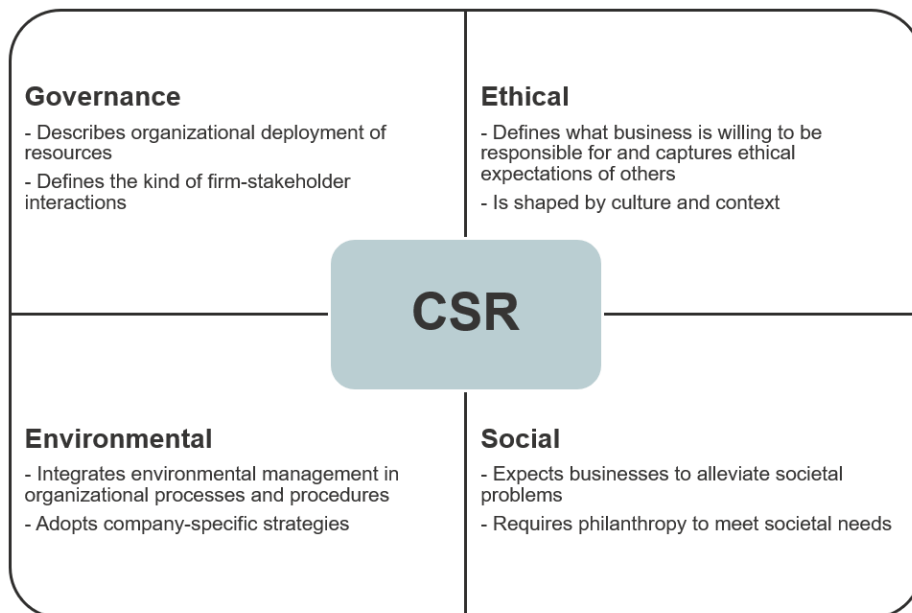 Governance
- Describes organizational deployment of
resources
- Defines the kind of firm-stakeholder
interactions
Ethical
- Defines what business is willing to be
responsible for and captures ethical
expectations of others
- Is shaped by culture and context
CSR
Environmental
- Integrates environmental management in
organizational processes and procedures
- Adopts company-specific strategies
Social
- Expects businesses to alleviate societal
problems
- Requires philanthropy to meet societal needs